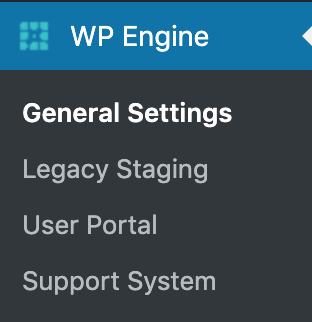 WP Engine
General Settings
Legacy Staging
User Portal
Support System